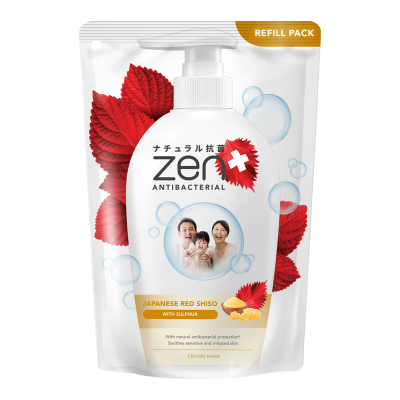 REFILL PACK
ナチュラル抗菌
zen
ANTIBACTERIAL
JAPANESE RED SHISO
WITH SULPHUR
With natural antibacterial protection*
Soothes sensitive and irritated skin
Clinically tested